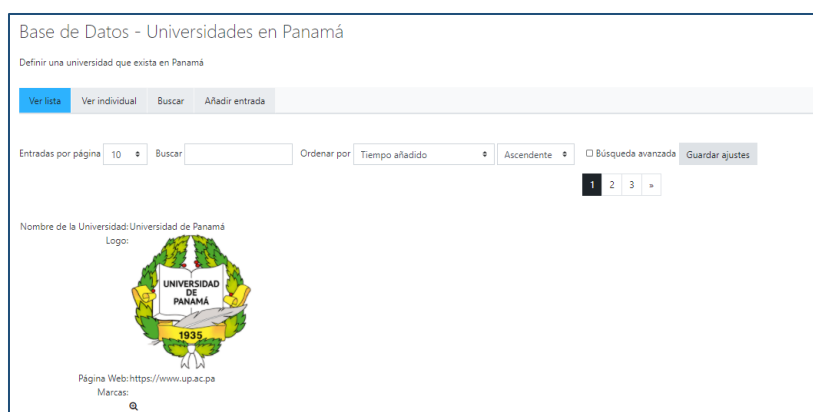 Base de Datos - Universidades en Panamá
Definir una universidad que exista en Panamá
Ver lista Ver individual Buscar Añadir entrada
Entradas por página 10 Buscar Ordenar por Tiempo añadido Ascendente Búsqueda avanzada Guardar ajustes
1 2 3 »
Nombre de la Universidad: Universidad de Panamá
Logo:
UNIVERSIDAD
DE
PANAMÁ
1935
Página Web: https://www.up.ac.pa
Marcas: